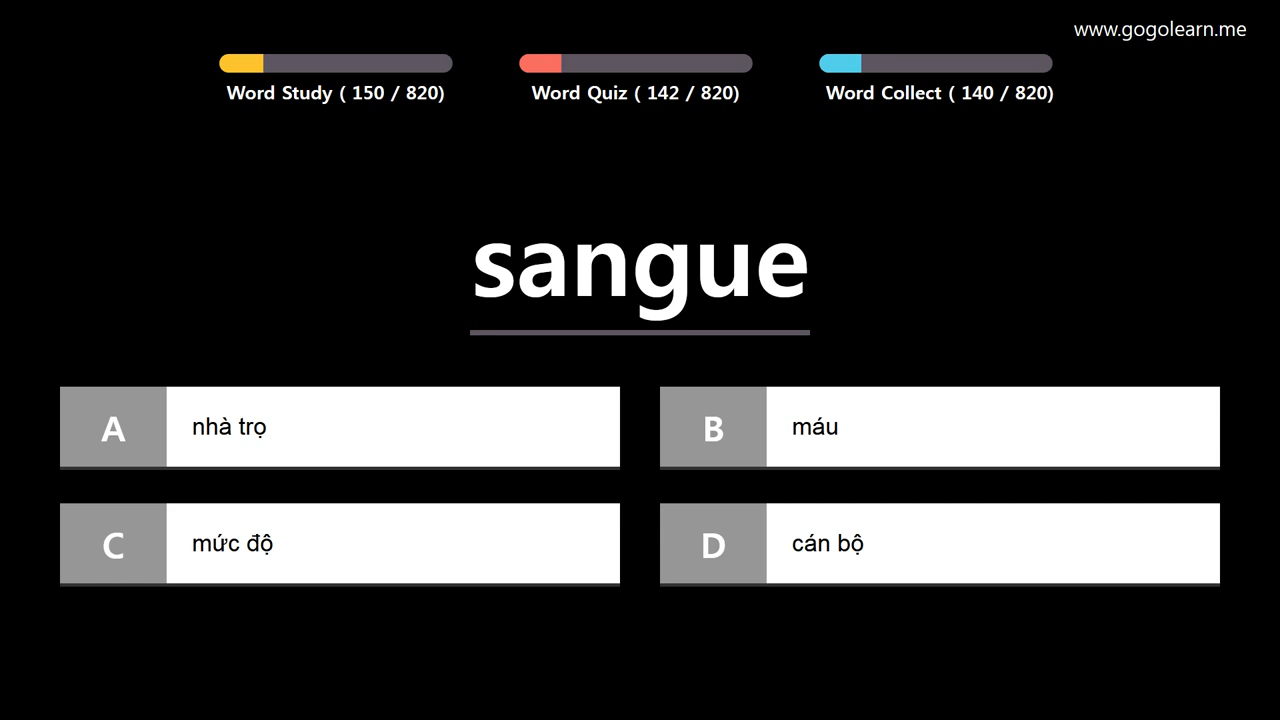 www.gogolearn.me
Word Study ( 150 / 820)
Word Quiz ( 142 / 820)
Word Collect ( 140 / 820)
sangue
A nhà trọ
B máu
C mức độ
D cán bộ